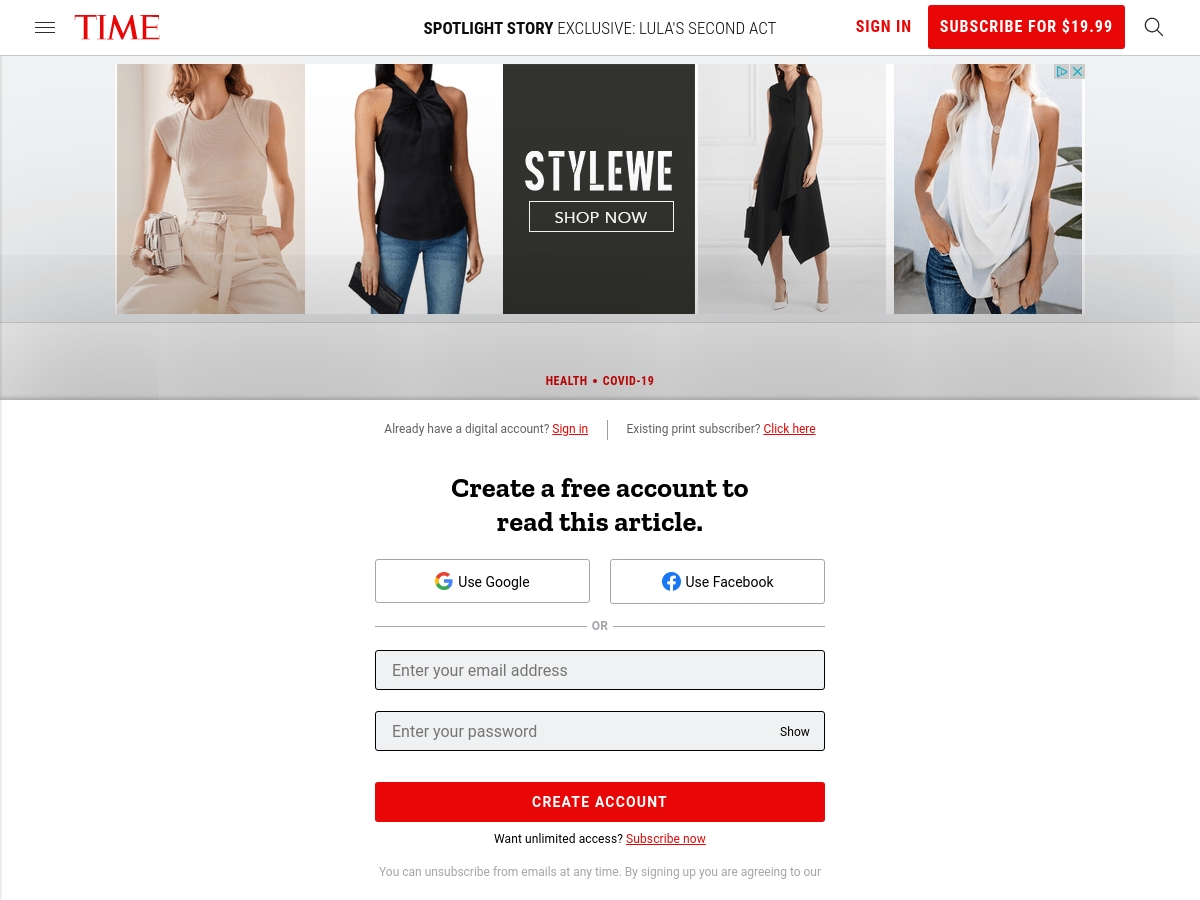 TIME
SPOTLIGHT STORY EXCLUSIVE: LULA'S SECOND ACT
SIGN IN
SUBSCRIBE FOR $19.99
STYLEWE
SHOP NOW
HEALTH • COVID-19
Already have a digital account? Sign in
Existing print subscriber? Click here
Create a free account to
read this article.
Use Google
Use Facebook
OR
Enter your email address
Enter your password
Show
CREATE ACCOUNT
Want unlimited access? Subscribe now
You can unsubscribe from emails at any time. By signing up you are agreeing to our